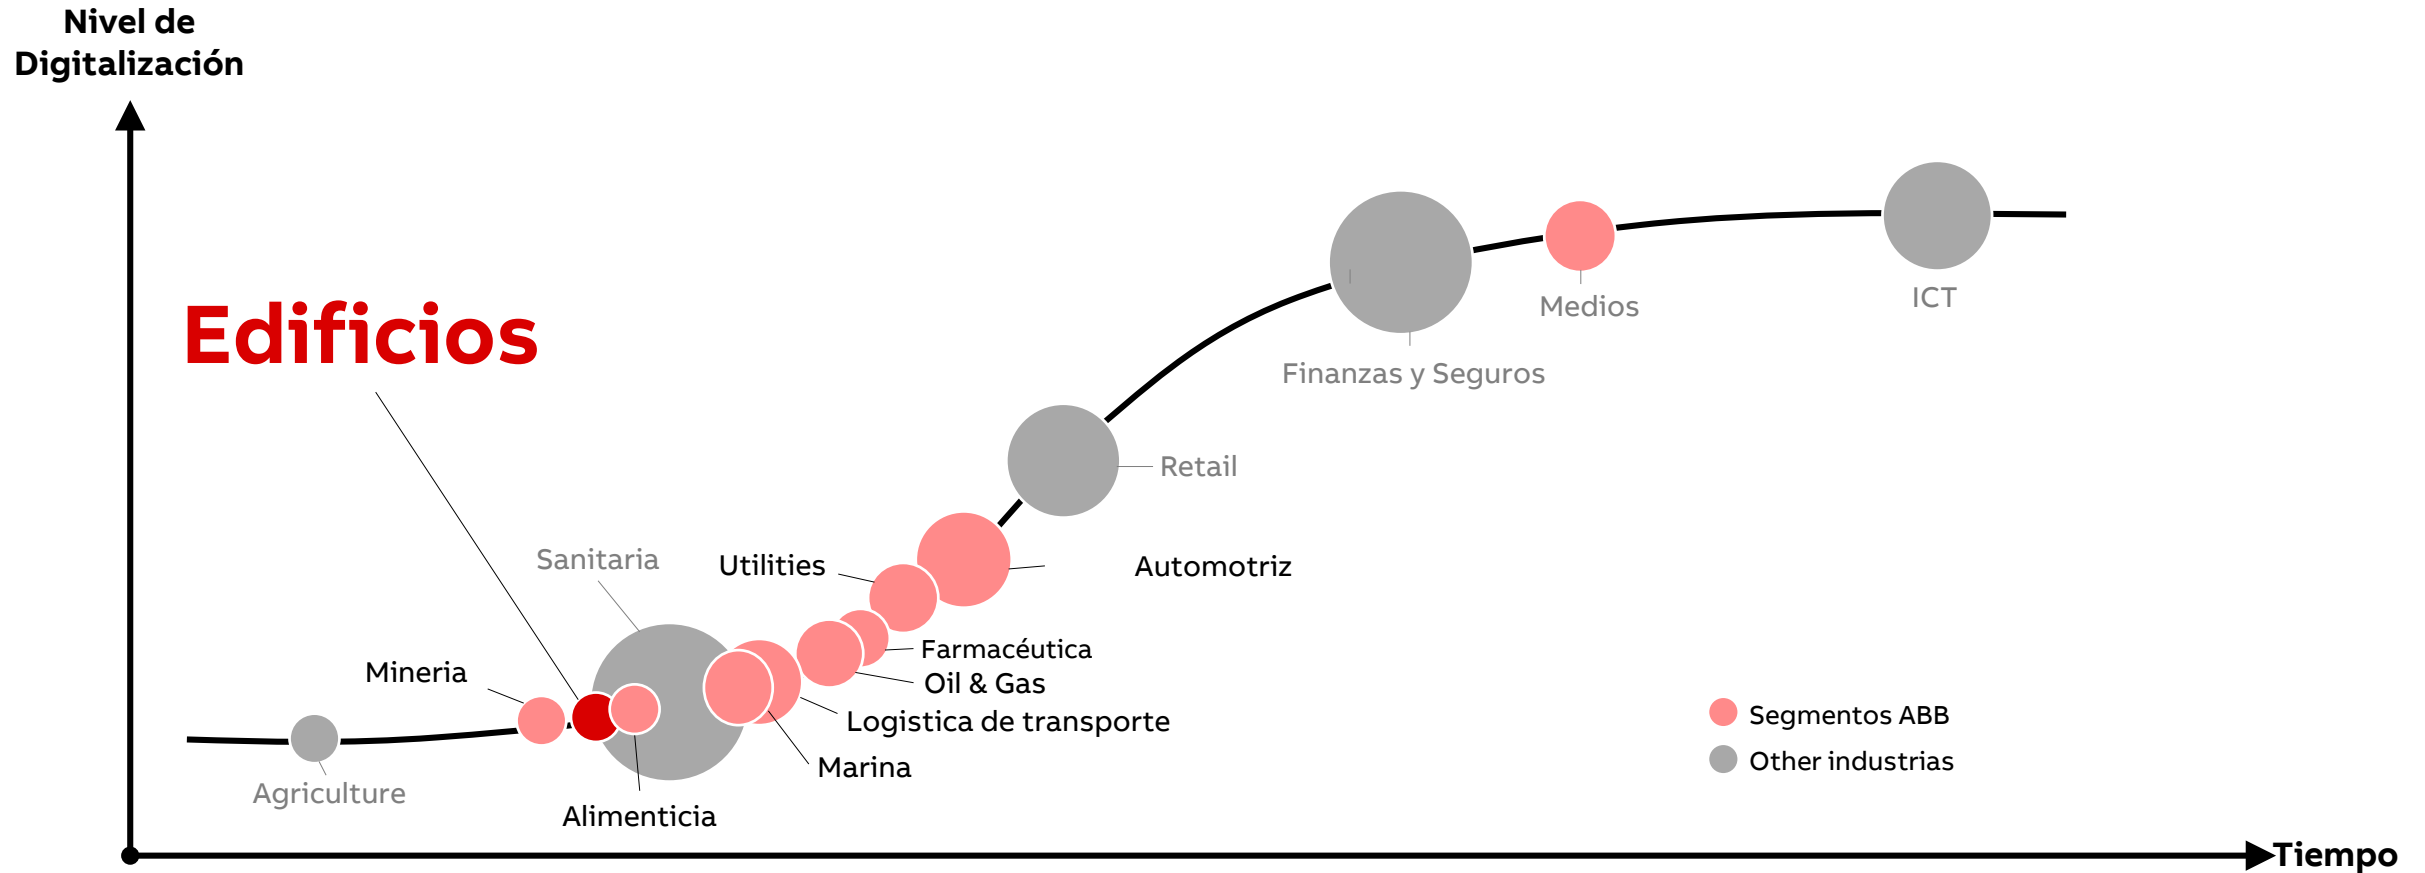 Nivel de
Digitalización
Edificios
Medios
ICT
Finanzas y Seguros
Retail
Sanitaria
Utilities
Automotriz
Farmacéutica
Mineria
Oil & Gas
Logistica de transporte
Segmentos ABB
Marina
Other industrias
Agriculture
Alimenticia
Tiempo